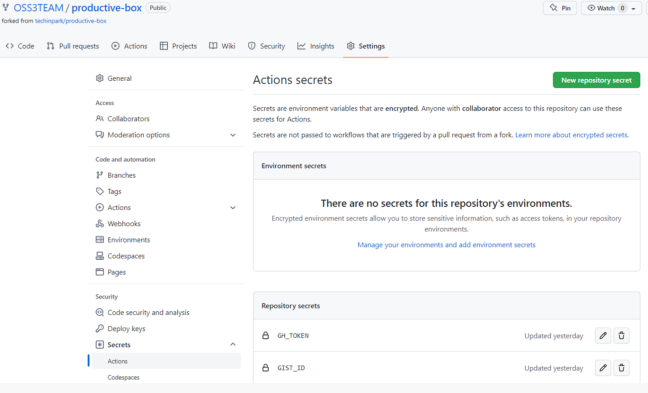 OSS3TEAM / productive-box Public
Pin
Watch 0
forked from techinpark/productive-box
Code
Pull requests
Actions
Projects
Wiki
Security
Insights
Settings
General
Access
Collaborators
Moderation options
Code and automation
Branches
Tags
Actions
Webhooks
Environments
Codespaces
Pages
Security
Code security and analysis
Deploy keys
Secrets
Actions
Codespaces
Actions secrets
New repository secret
Secrets are environment variables that are encrypted. Anyone with collaborator access to this repository can use these
secrets for Actions.
Secrets are not passed to workflows that are triggered by a pull request from a fork. Learn more about encrypted secrets.
Environment secrets
There are no secrets for this repository's environments.
Encrypted environment secrets allow you to store sensitive information, such as access tokens, in your repository
environments.
Manage your environments and add environment secrets
Repository secrets
GH_TOKEN
Updated yesterday
GIST_ID
Updated yesterday